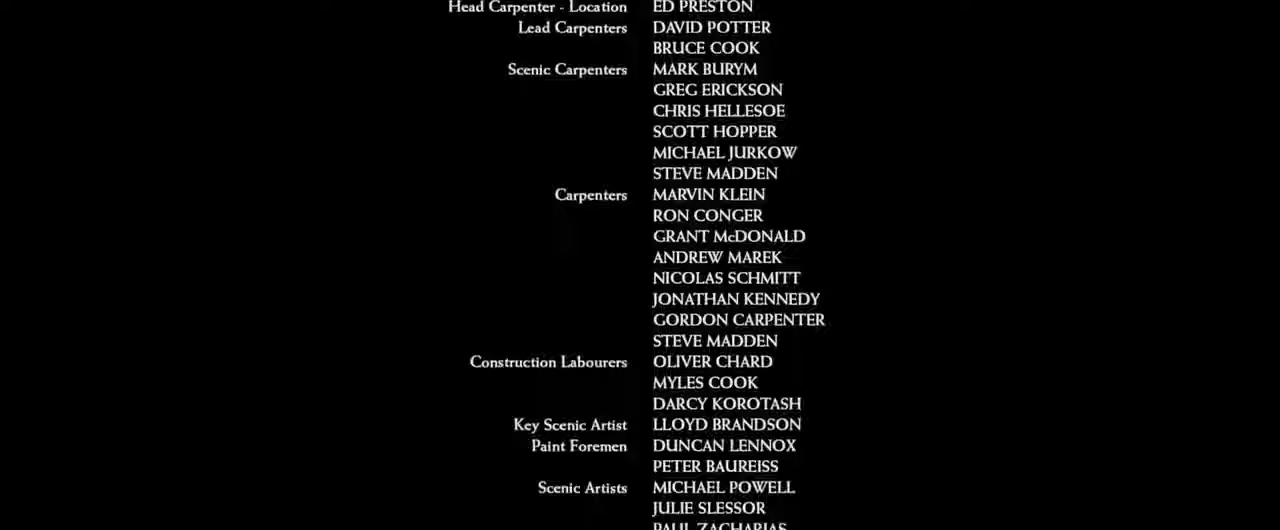 Head Carpenter - Location ED PRESTON
Lead Carpenters DAVID POTTER
BRUCE COOK
Scenic Carpenters MARK BURYM
GREG ERICKSON
CHRIS HELLESOE
SCOTT HOPPER
MICHAEL JURKOW
STEVE MADDEN
Carpenters MARVIN KLEIN
RON CONGER
GRANT McDONALD
ANDREW MAREK
NICOLAS SCHMITT
JONATHAN KENNEDY
GORDON CARPENTER
STEVE MADDEN
Construction Labourers OLIVER CHARD
MYLES COOK
DARCY KOROTASH
Key Scenic Artist LLOYD BRANDSON
Paint Foremen DUNCAN LENNOX
PETER BAUREISS
Scenic Artists MICHAEL POWELL
JULIE SLESSOR
PAUL ZACHARIAS